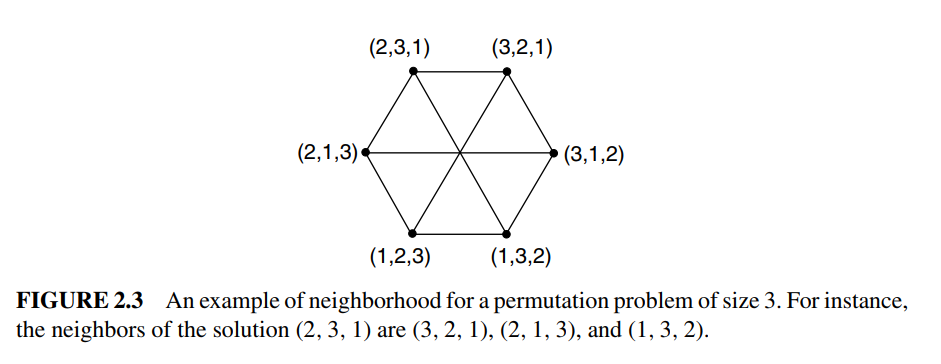 (2,3,1) (3,2,1)
(2,1,3) (3,1,2)
(1,2,3) (1,3,2)
FIGURE 2.3 An example of neighborhood for a permutation problem of size 3. For instance,
the neighbors of the solution (2, 3, 1) are (3, 2, 1), (2, 1, 3), and (1, 3, 2).